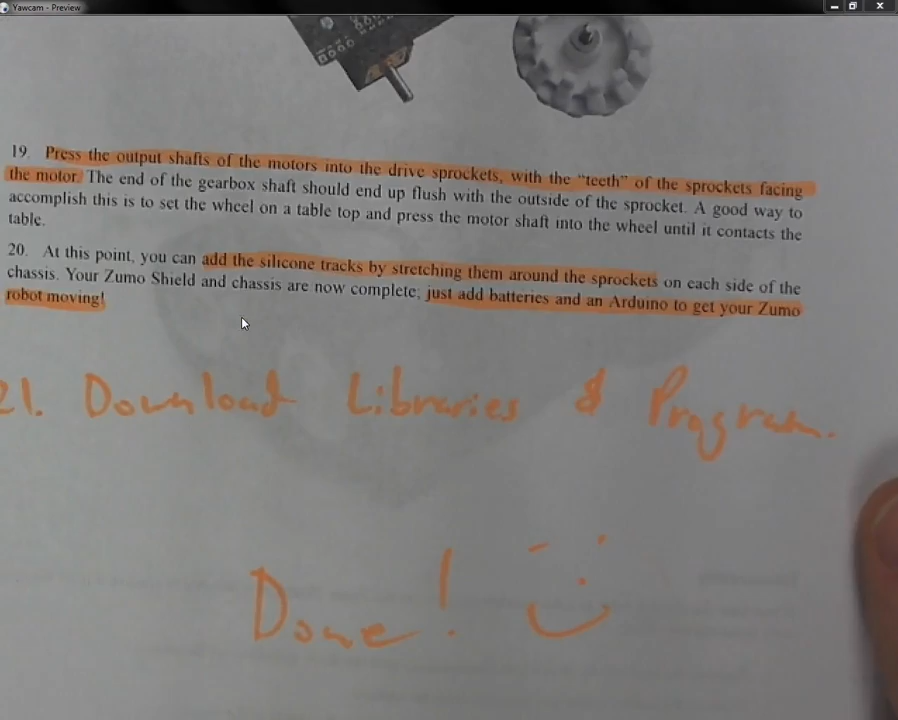 Yawcam - Preview
19. Press the output shafts of the motors into the drive sprockets, with the “teeth” of the sprockets facing
the motor. The end of the gearbox shaft should end up flush with the outside of the sprocket. A good way to
accomplish this is to set the wheel on a table top and press the motor shaft into the wheel until it contacts the
table.
20. At this point, you can add the silicone tracks by stretching them around the sprockets on each side of the
chassis. Your Zumo Shield and chassis are now complete; just add batteries and an Arduino to get your Zumo
robot moving!
21. Download Libraries & Program.
Done!